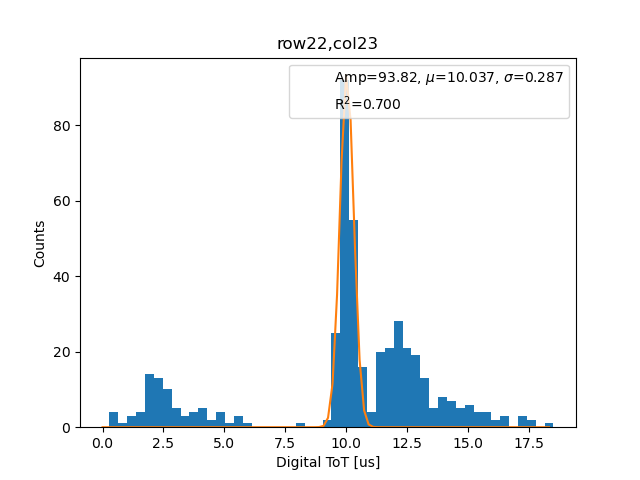 row22,col23
Amp=93.82, μ=10.037, σ=0.287
R²=0.700
80
60
40
20
0
Counts
0.0 2.5 5.0 7.5 10.0 12.5 15.0 17.5
Digital ToT [us]